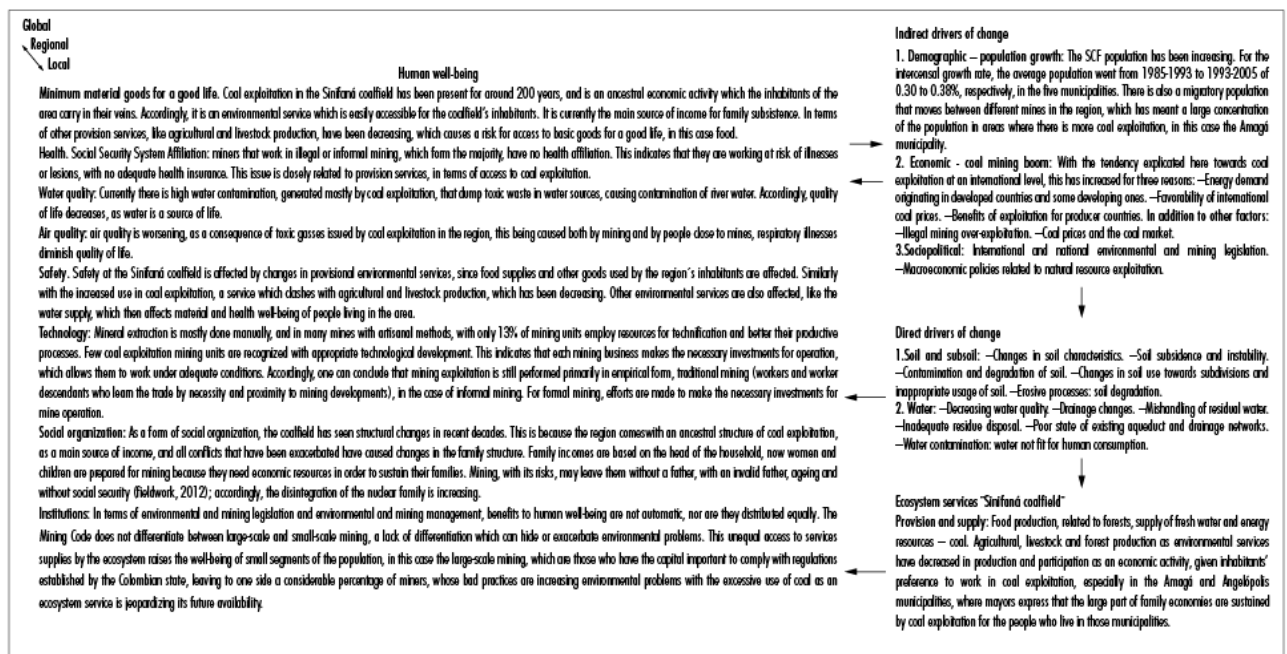 Global
Regional
Local
Human well-being
Minimum material goods for a good life. Coal exploitation in the Sinifaná coalfield has been present for around 200 years, and is an ancestral economic activity which the inhabitants of the
area carry in their veins. Accordingly, it is an environmental service which is easily accessible for the coalfield's inhabitants. It is currently the main source of income for family subsistence. In terms
of other provision services, like agricultural and livestock production, have been decreasing, which causes a risk for access to basic goods for a good life, in this case food.
Health. Social Security System Affiliation: miners that work in illegal or informal mining, which form the majority, have no health affiliation. This indicates that they are working at risk of illnesses
or lesions, with no adequate health insurance. This issue is closely related to provision services, in terms of access to coal exploitation.
Water quality: Currently there is high water contamination, generated mostly by coal exploitation, that dump toxic waste in water sources, causing contamination of river water. Accordingly, quality
of life decreases, as water is a source of life.
Air quality: air quality is worsening, as a consequence of toxic gasses issued by coal exploitation in the region, this being caused both by mining and by people close to mines, respiratory illnesses
diminish quality of life.
Safety. Safety at the Sinifaná coalfield is affected by changes in provisional environmental services, since food supplies and other goods used by the region´s inhabitants are affected. Similarly
with the increased use in coal exploitation, a service which clashes with agricultural and livestock production, which has been decreasing. Other environmental services are also affected, like the
water supply, which then affects material and health well-being of people living in the area.
Technology: Mineral extraction is mostly done manually, and in many mines with artisanal methods, with only 13% of mining units employ resources for technification and better their productive
processes. Few coal exploitation mining units are recognized with appropriate technological development. This indicates that each mining business makes the necessary investments for operation,
which allows them to work under adequate conditions. Accordingly, one can conclude that mining exploitation is still performed primarily in empirical form, traditional mining (workers and worker
descendants who learn the trade by necessity and proximity to mining developments), in the case of informal mining. For formal mining, efforts are made to make the necessary investments for
mine operation.
Social organization: As a form of social organization, the coalfield has seen structural changes in recent decades. This is because the region comeswith an ancestral structure of coal exploitation,
as a main source of income, and all conflicts that have been exacerbated have caused changes in the family structure. Family incomes are based on the head of the household, now women and
children are prepared for mining because they need economic resources in order to sustain their families. Mining, with its risks, may leave them without a father, with an invalid father, ageing and
without social security (fieldwork, 2012); accordingly, the disintegration of the nuclear family is increasing.
Institutions: In terms of environmental and mining legislation and environmental and mining management, benefits to human well-being are not automatic, nor are they distributed equally. The
Mining Code does not differentiate between large-scale and small-scale mining, a lack of differentiation which can hide or exacerbate environmental problems. This unequal access to services
supplies by the ecosystem raises the well-being of small segments of the population, in this case the large-scale mining, which are those who have the capital important to comply with regulations
established by the Colombian state, leaving to one side a considerable percentage of miners, whose bad practices are increasing environmental problems with the excessive use of coal as an
ecosystem service is jeopardizing its future availability.
Indirect drivers of change
1. Demographic – population growth: The SCF population has been increasing. For the
intercensal growth rate, the average population went from 1985-1993 to 1993-2005 of
0.30 to 0.38%, respectively, in the five municipalities. There is also a migratory population
that moves between different mines in the region, which has meant a large concentration
of the population in areas where there is more coal exploitation, in this case the Amagá
municipality.
2. Economic - coal mining boom: With the tendency explicated here towards coal
exploitation at an international level, this has increased for three reasons: –Energy demand
originating in developed countries and some developing ones. –Favorability of international
coal prices. –Benefits of exploitation for producer countries. In addition to other factors:
–Illegal mining over-exploitation. –Coal prices and the coal market.
3.Sociopolitical: International and national environmental and mining legislation.
–Macroeconomic policies related to natural resource exploitation.
Direct drivers of change
1.Soil and subsoil: –Changes in soil characteristics. –Soil subsidence and instability.
–Contamination and degradation of soil. –Changes in soil use towards subdivisions and
inappropriate usage of soil. –Erosive processes: soil degradation.
2. Water: –Decreasing water quality. –Drainage changes. –Mishandling of residual water.
–Inadequate residue disposal. –Poor state of existing aqueduct and drainage networks.
–Water contamination: water not fit for human consumption.
Ecosystem services "Sinifaná coalfield"
Provision and supply: Food production, related to forests, supply of fresh water and energy
resources – coal. Agricultural, livestock and forest production as environmental services
have decreased in production and participation as an economic activity, given inhabitants'
preference to work in coal exploitation, especially in the Amagá and Angelópolis
municipalities, where mayors express that the large part of family economies are sustained
by coal exploitation for the people who live in those municipalities.